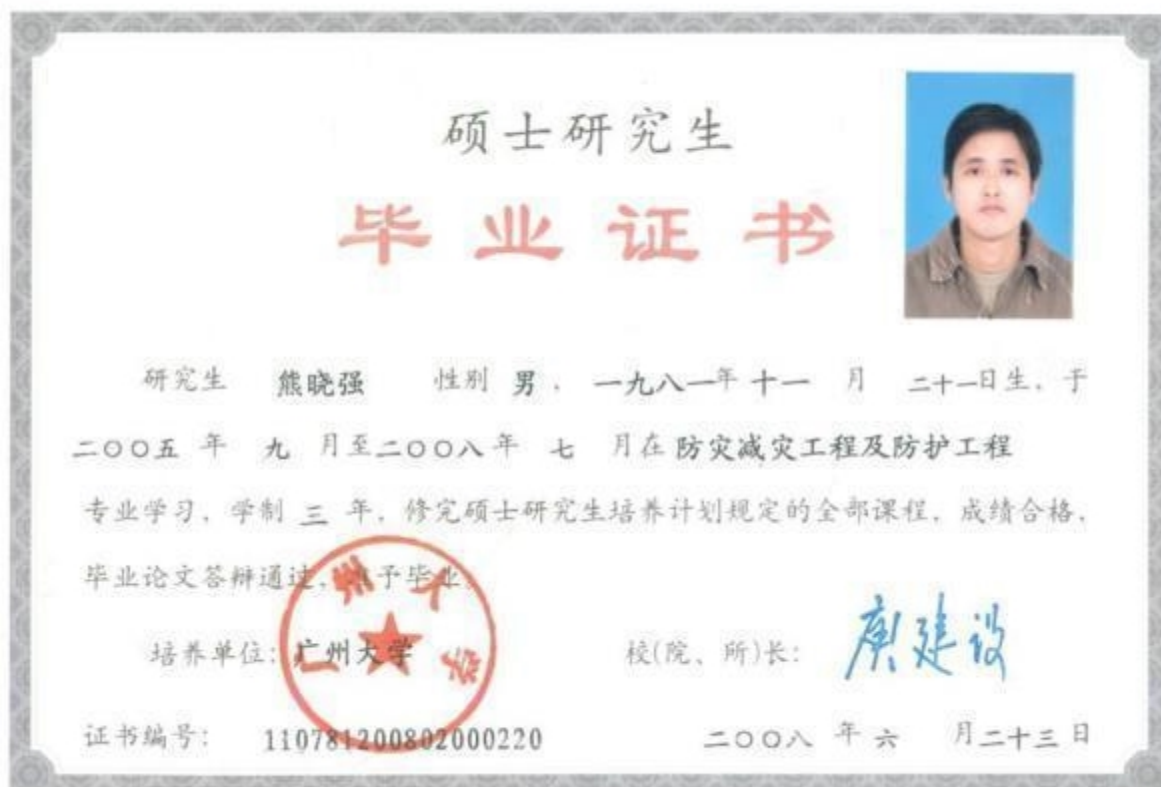 硕士研究生
毕业证书
研究生 熊晓强 性别 男，一九八一年 十一 月 二十一日生，于
二〇〇五 年 九 月至二〇〇八年 七 月在 防灾减灾工程及防护工程
专业学习，学制 三 年，修完硕士研究生培养计划规定的全部课程，成绩合格，
毕业论文答辩通过，准予毕业。
广州大学
培养单位：广州大学 校(院、所)长： 庾建设
证书编号： 110781200802000220 二〇〇八 年 六 月二十三日